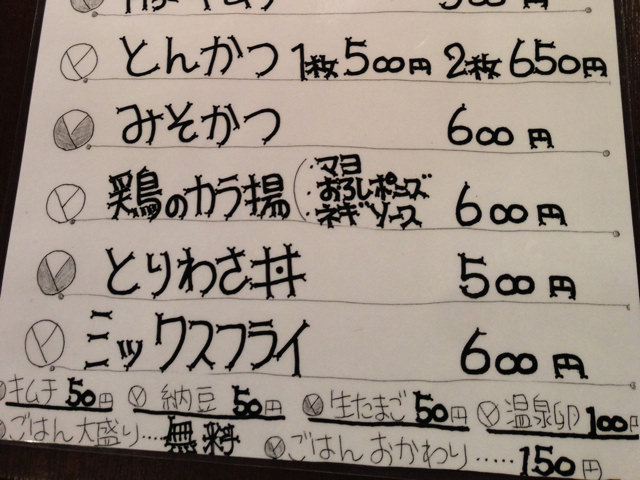 とんかつ 1枚500円 2枚650円
みそかつ 600円
鶏のカラ揚 (・マヨ ・おろしポンズ ・ネギソース 600円
とりわさ丼 500円
ミックスフライ 600円
キムチ 50円 納豆 50円 生たまご 50円 温泉卵 100円
ごはん大盛り…無料 ごはん おかわり……150円